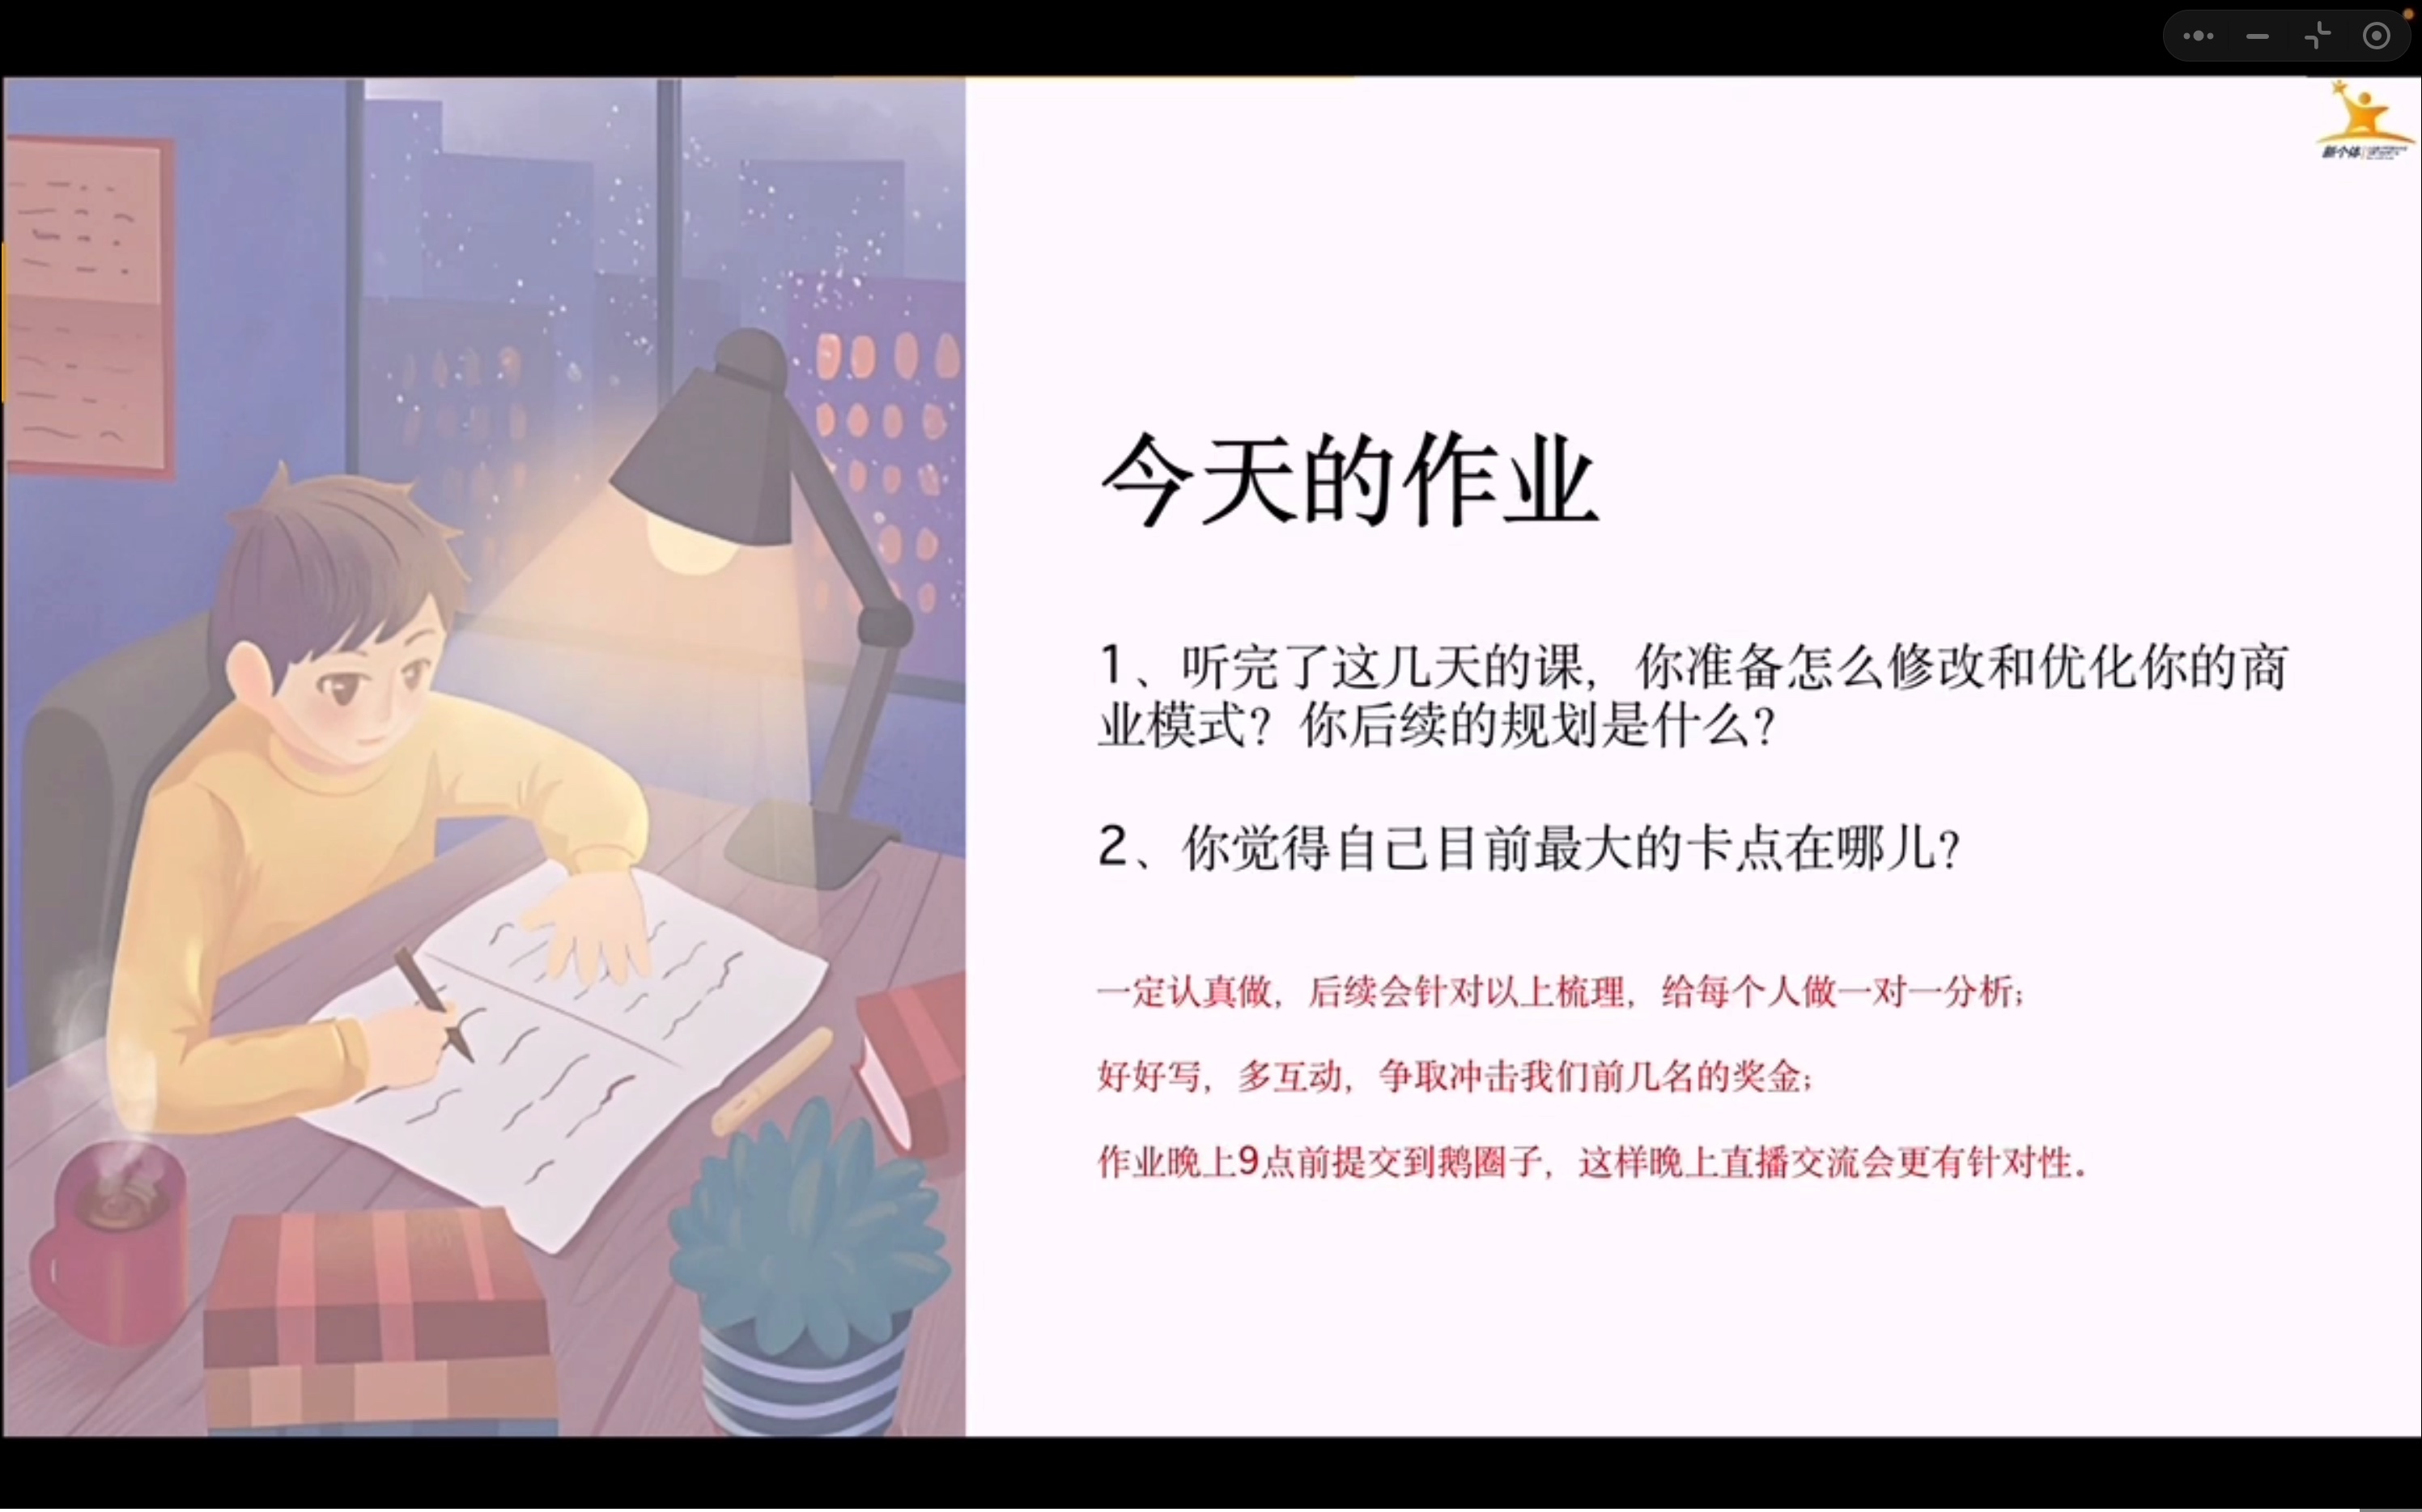 新个体
今天的作业
1、听完了这几天的课，你准备怎么修改和优化你的商
业模式？你后续的规划是什么？
2、你觉得自己目前最大的卡点在哪儿？
一定认真做，后续会针对以上梳理，给每个人做一对一分析；
好好写，多互动，争取冲击我们前几名的奖金；
作业晚上9点前提交到鹅圈子，这样晚上直播交流会更有针对性。